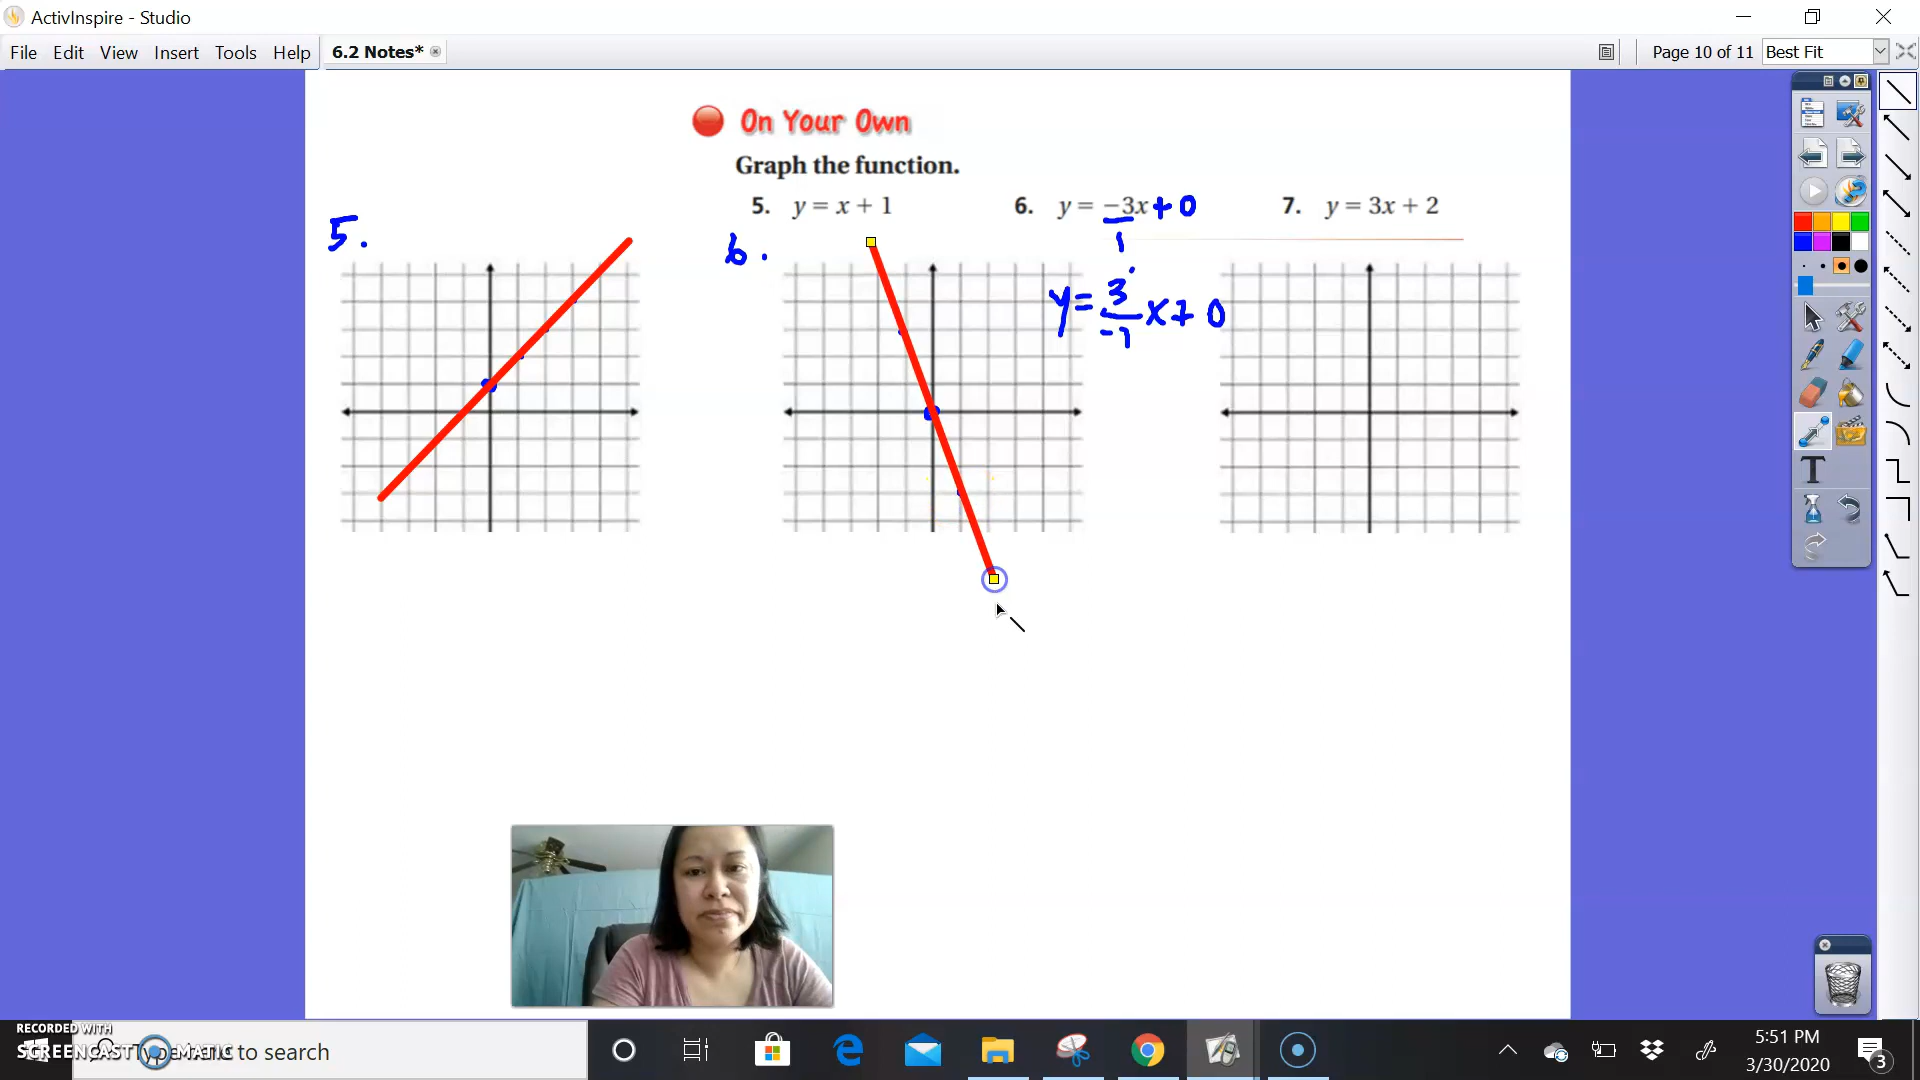 ActivInspire - Studio
File Edit View Insert Tools Help
6.2 Notes*
Page 10 of 11
Best Fit
On Your Own
Graph the function.
5. y = x + 1
6. y = -3x + 0
1
7. y = 3x + 2
5.
6.
y = 3/-1 x + 0
T
RECORDED WITH
SCREENCAST MATIC
to search
5:51 PM
3/30/2020
3